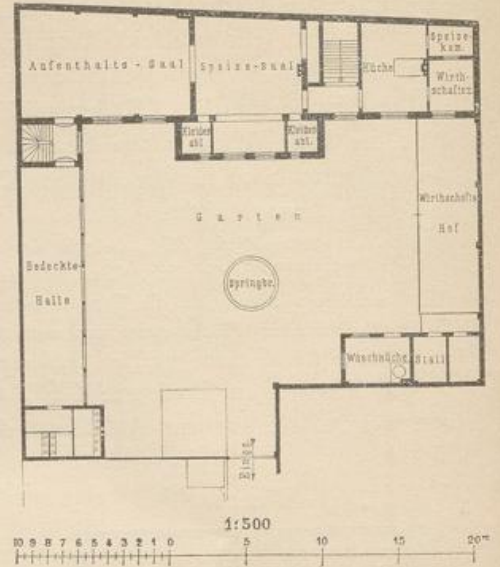 Aufenthalts-Saal
Speise-Saal
Küche
Speise-
kam.
Wirth-
schaften
Kleider
abl.
Kleider
abl.
Garten
Wirthschafts
Hof
Bedeckte
Halle
Springbr.
Waschküche
Stall
1:500
10 9 8 7 6 5 4 3 2 1 0 5 10 15 20m